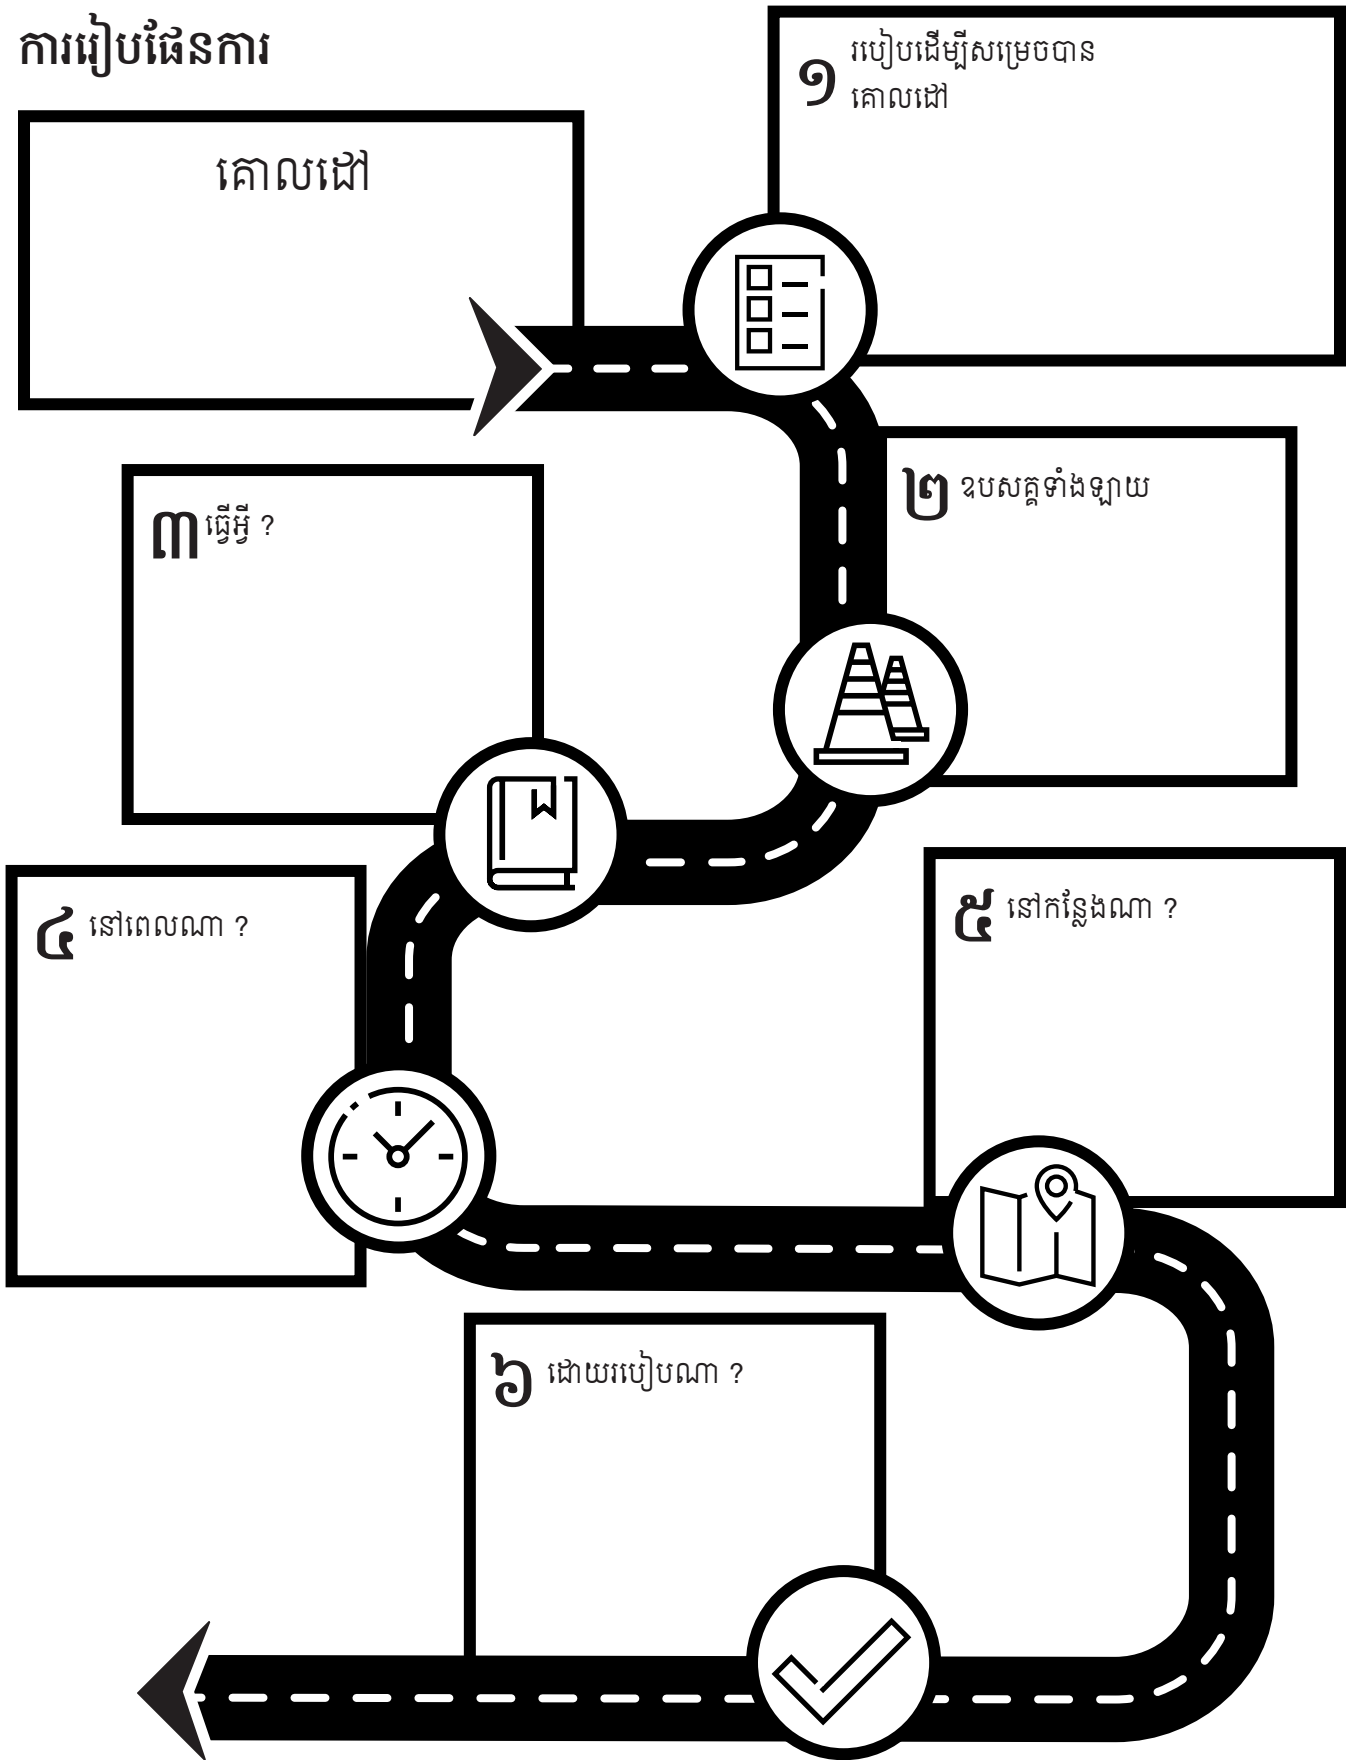 ការរៀបផែនការ
គោលដៅ
១ របៀបដើម្បីសម្រេចបាន
គោលដៅ
២ ឧបសគ្គទាំងឡាយ
៣ ធ្វើអ្វី ?
៤ នៅពេលណា ?
៥ នៅកន្លែងណា ?
៦ ដោយរបៀបណា ?